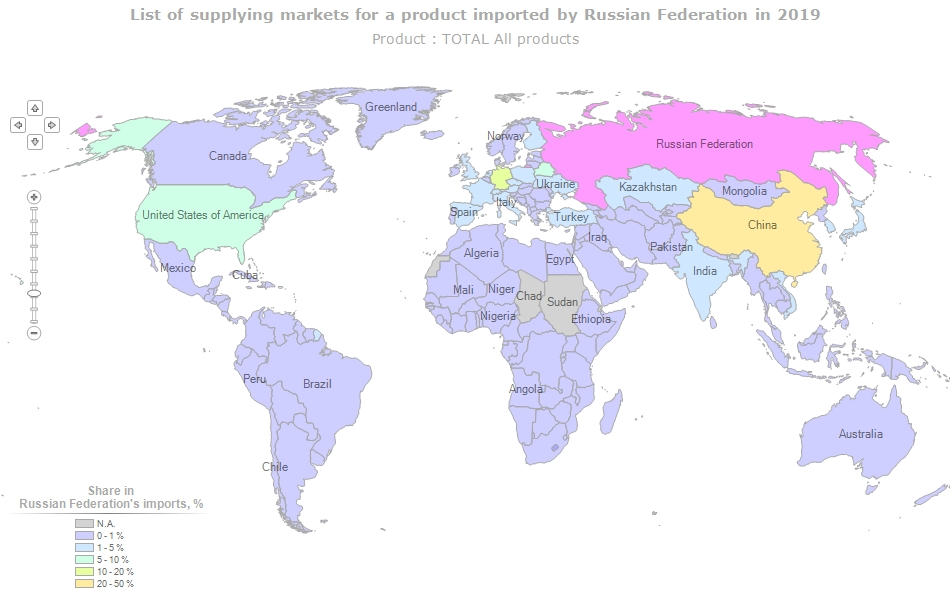 List of supplying markets for a product imported by Russian Federation in 2019
Product : TOTAL All products
Greenland
Norway
Russian Federation
Canada
Ukraine
Kazakhstan
Mongolia
United States of America
Spain
Italy
Turkey
China
Iraq
Pakistan
Algeria
Egypt
Mexico
Cuba
India
Mali
Niger
Chad
Sudan
Nigeria
Ethiopia
Peru
Brazil
Angola
Australia
Chile
Share in
Russian Federation's imports, %
N.A.
0 - 1 %
1 - 5 %
5 - 10 %
10 - 20 %
20 - 50 %